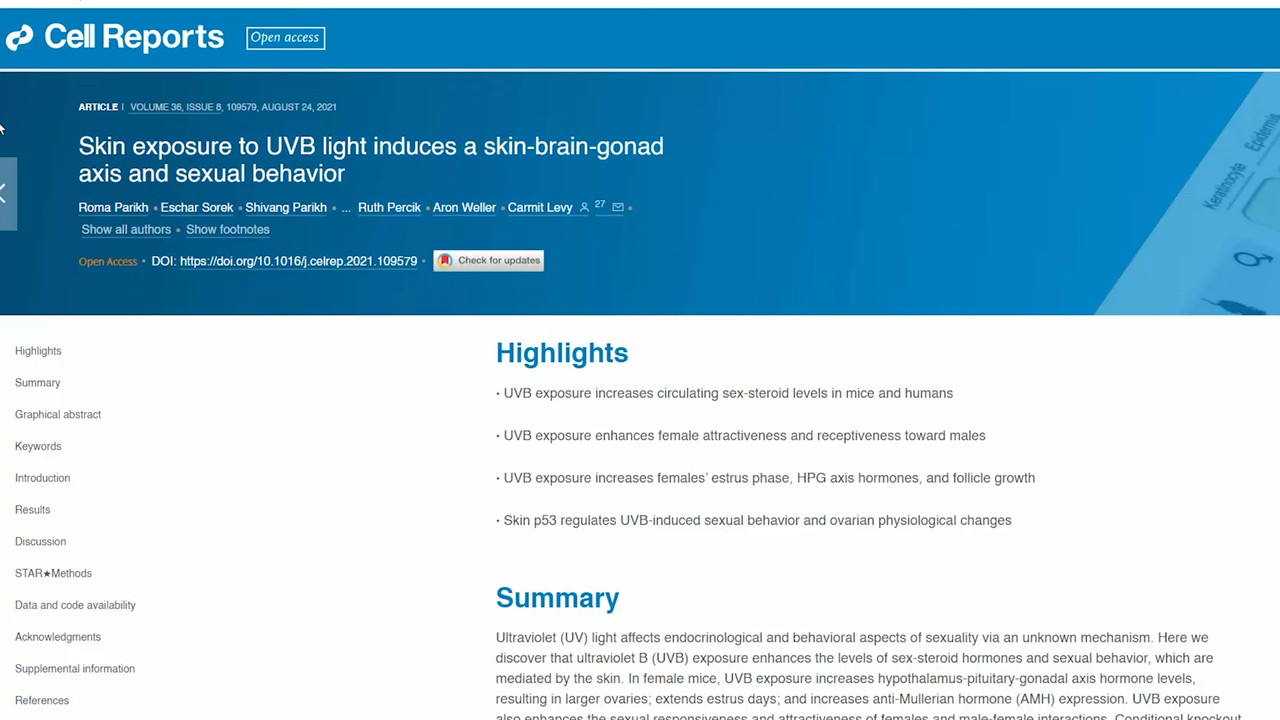 Cell Reports Open access
ARTICLE | VOLUME 36, ISSUE 8, 109579, AUGUST 24, 2021
Skin exposure to UVB light induces a skin-brain-gonad
axis and sexual behavior
Roma Parikh • Eschar Sorek • Shivang Parikh • ... Ruth Percik • Aron Weller • Carmit Levy 27 •
Show all authors • Show footnotes
Open Access • DOI: https://doi.org/10.1016/j.celrep.2021.109579 • Check for updates
Keratinocyte
Epidermis
Highlights
Summary
Graphical abstract
Keywords
Introduction
Results
Discussion
STAR★Methods
Data and code availability
Acknowledgments
Supplemental information
References
Highlights
• UVB exposure increases circulating sex-steroid levels in mice and humans
• UVB exposure enhances female attractiveness and receptiveness toward males
• UVB exposure increases females' estrus phase, HPG axis hormones, and follicle growth
• Skin p53 regulates UVB-induced sexual behavior and ovarian physiological changes
Summary
Ultraviolet (UV) light affects endocrinological and behavioral aspects of sexuality via an unknown mechanism. Here we
discover that ultraviolet B (UVB) exposure enhances the levels of sex-steroid hormones and sexual behavior, which are
mediated by the skin. In female mice, UVB exposure increases hypothalamus-pituitary-gonadal axis hormone levels,
resulting in larger ovaries; extends estrus days; and increases anti-Mullerian hormone (AMH) expression. UVB exposure
also enhances the sexual responsiveness and attractiveness of females and male-female interactions. Conditional knockout